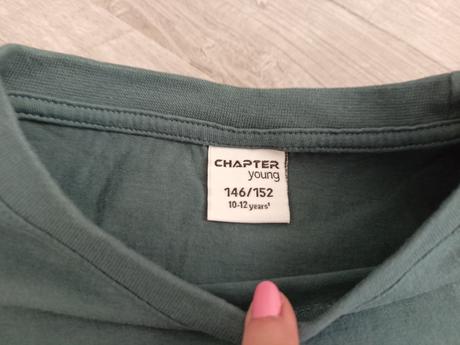 CHAPTER
young
146/152
10-12 years¹